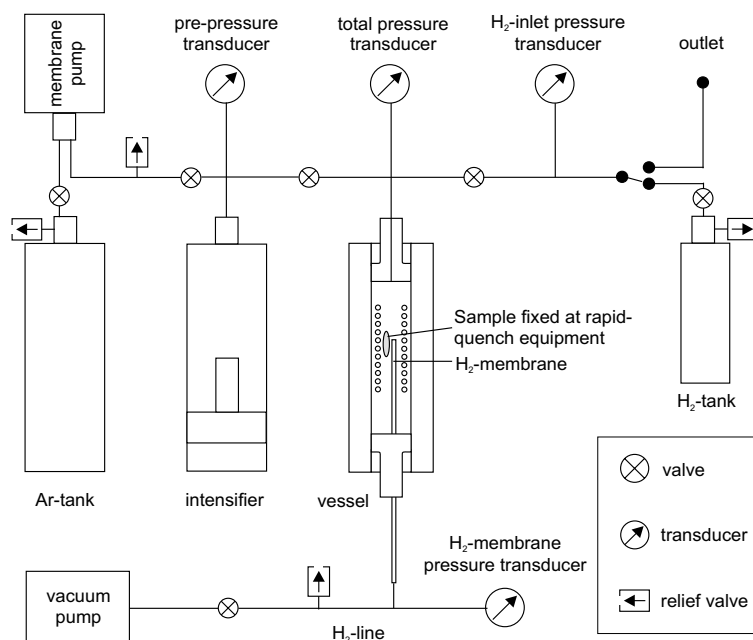 membrane
pump
pre-pressure
transducer
total pressure
transducer
H₂-inlet pressure
transducer
outlet
Sample fixed at rapid-
quench equipment
H₂-membrane
H₂-tank
Ar-tank
intensifier
vessel
valve
transducer
relief valve
H₂-membrane
pressure transducer
vacuum
pump
H₂-line